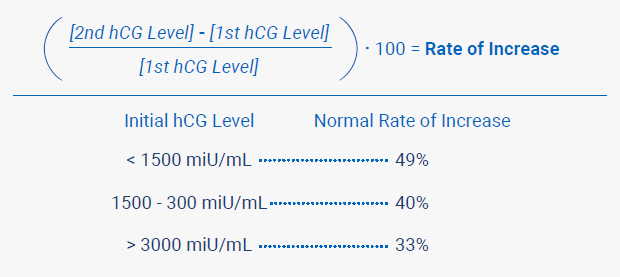 [2nd hCG Level] - [1st hCG Level]
[1st hCG Level]
· 100 = Rate of Increase
Initial hCG Level Normal Rate of Increase
< 1500 miU/mL 49%
1500 - 300 miU/mL 40%
> 3000 miU/mL 33%